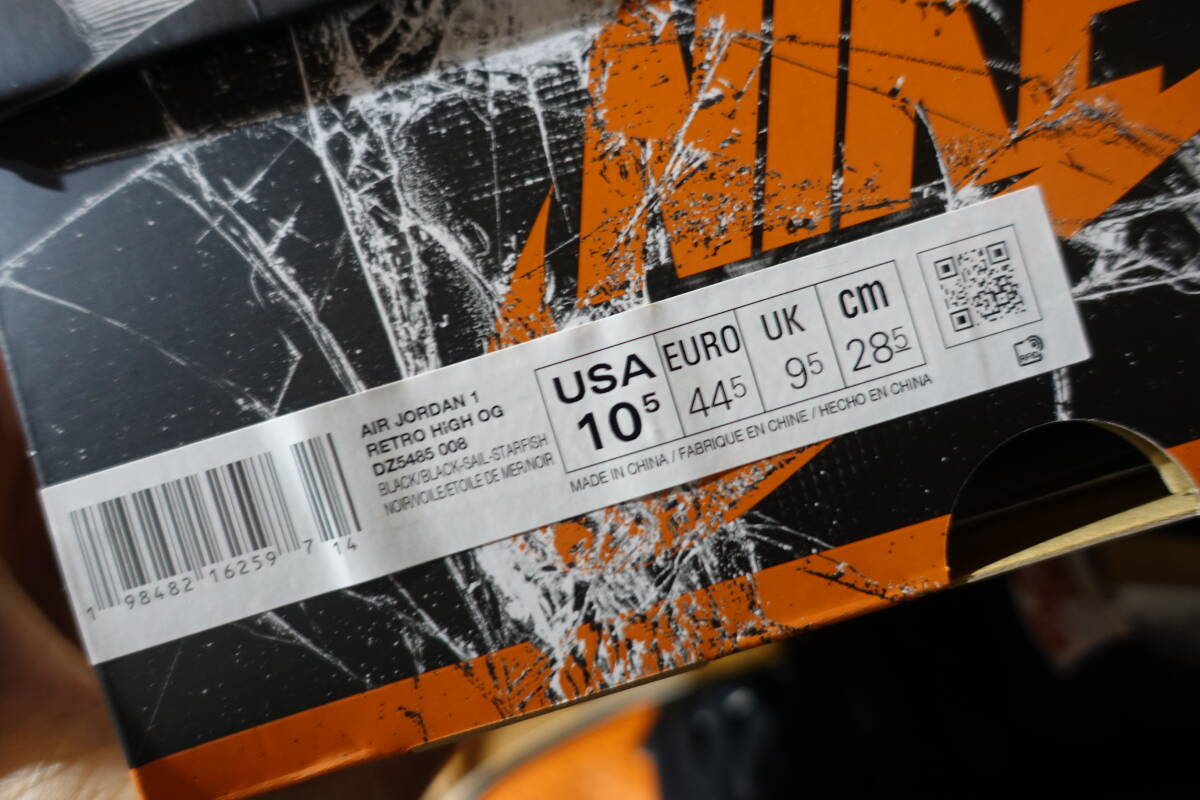 NIKE
AIR JORDAN 1
RETRO HIGH OG
DZ5485 008
BLACK/BLACK-SAIL-STARFISH
NOIR/VOILE/ETOILE DE MER/NOIR
USA
10⁵
EURO
44⁵
UK
9⁵
cm
28⁵
MADE IN CHINA / FABRIQUE EN CHINE / HECHO EN CHINA
RFID
1 98482 16259 7 14